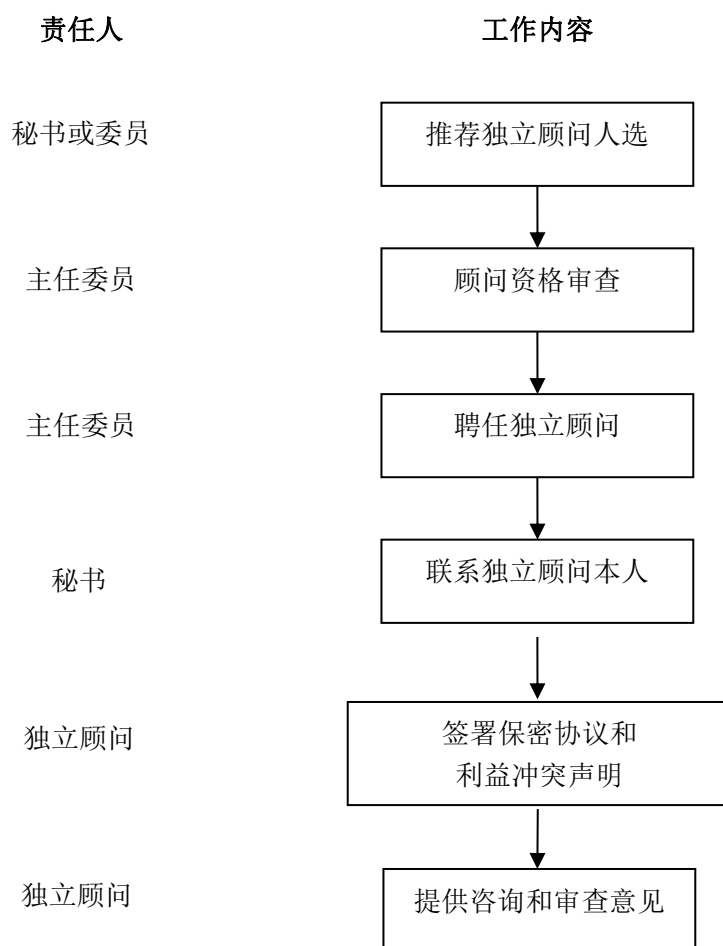 责任人 工作内容
秘书或委员 推荐独立顾问人选
主任委员 顾问资格审查
主任委员 聘任独立顾问
秘书 联系独立顾问本人
独立顾问 签署保密协议和
利益冲突声明
独立顾问 提供咨询和审查意见